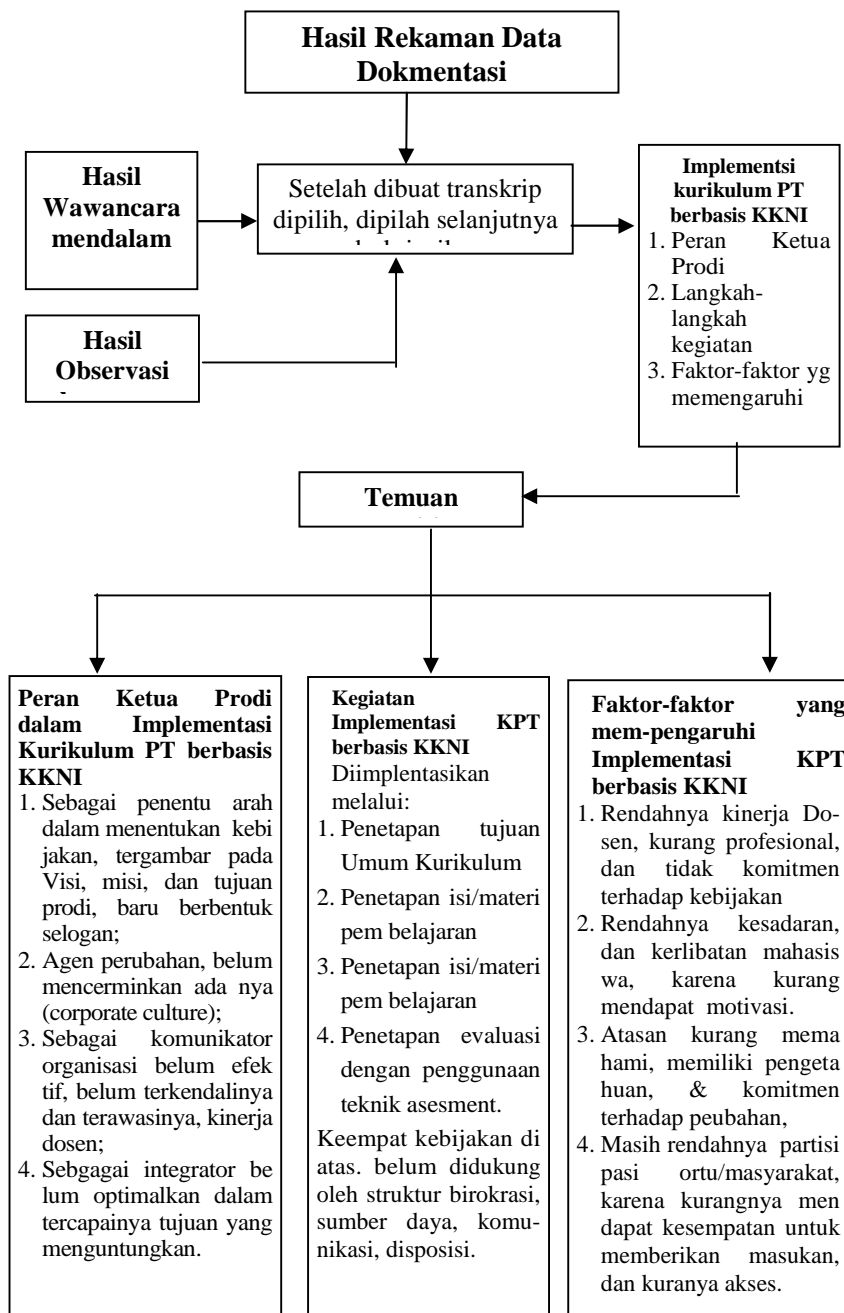 Hasil Rekaman Data
Dokmentasi
Hasil
Wawancara
mendalam
Setelah dibuat transkrip
dipilih, dipilah selanjutnya
Implementsi
kurikulum PT
berbasis KKNI
1. Peran Ketua
Prodi
2. Langkah-
langkah
kegiatan
3. Faktor-faktor yg
memengaruhi
Hasil
Observasi
Temuan
Peran Ketua Prodi
dalam Implementasi
Kurikulum PT berbasis
KKNI
1. Sebagai penentu arah
dalam menentukan kebi
jakan, tergambar pada
Visi, misi, dan tujuan
prodi, baru berbentuk
selogan;
2. Agen perubahan, belum
mencerminkan ada nya
(corporate culture);
3. Sebagai komunikator
organisasi belum efek
tif, belum terkendalinya
dan terawasinya, kinerja
dosen;
4. Sebgagai integrator be
lum optimalkan dalam
tercapainya tujuan yang
menguntungkan.
Kegiatan
Implementasi KPT
berbasis KKNI
Diimplentasikan
melalui:
1. Penetapan tujuan
Umum Kurikulum
2. Penetapan isi/materi
pem belajaran
3. Penetapan isi/materi
pem belajaran
4. Penetapan evaluasi
dengan penggunaan
teknik asesment.
Keempat kebijakan di
atas. belum didukung
oleh struktur birokrasi,
sumber daya, komu-
nikasi, disposisi.
Faktor-faktor yang
mem-pengaruhi
Implementasi KPT
berbasis KKNI
1. Rendahnya kinerja Do-
sen, kurang profesional,
dan tidak komitmen
terhadap kebijakan
2. Rendahnya kesadaran,
dan kerlibatan mahasis
wa, karena kurang
mendapat motivasi.
3. Atasan kurang mema
hami, memiliki pengeta
huan, & komitmen
terhadap peubahan,
4. Masih rendahnya partisi
pasi ortu/masyarakat,
karena kurangnya men
dapat kesempatan untuk
memberikan masukan,
dan kuranya akses.